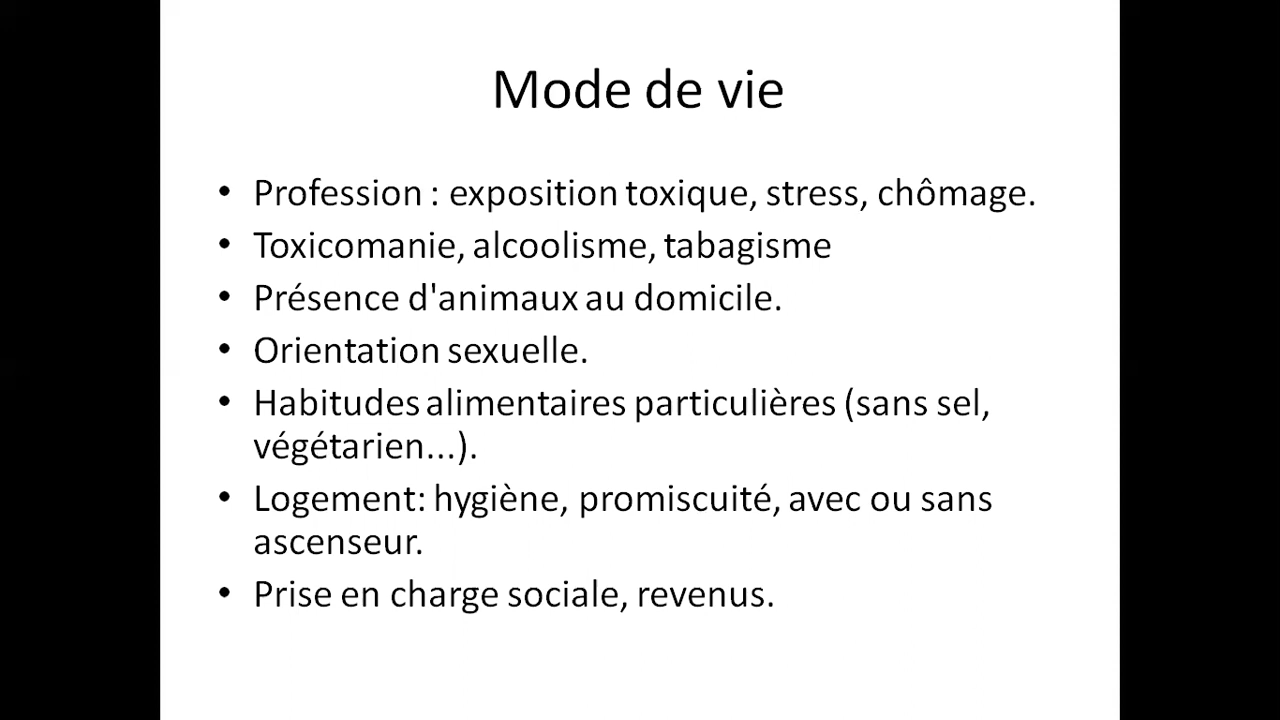 Mode de vie
• Profession : exposition toxique, stress, chômage.
• Toxicomanie, alcoolisme, tabagisme
• Présence d'animaux au domicile.
• Orientation sexuelle.
• Habitudes alimentaires particulières (sans sel,
végétarien...).
• Logement: hygiène, promiscuité, avec ou sans
ascenseur.
• Prise en charge sociale, revenus.